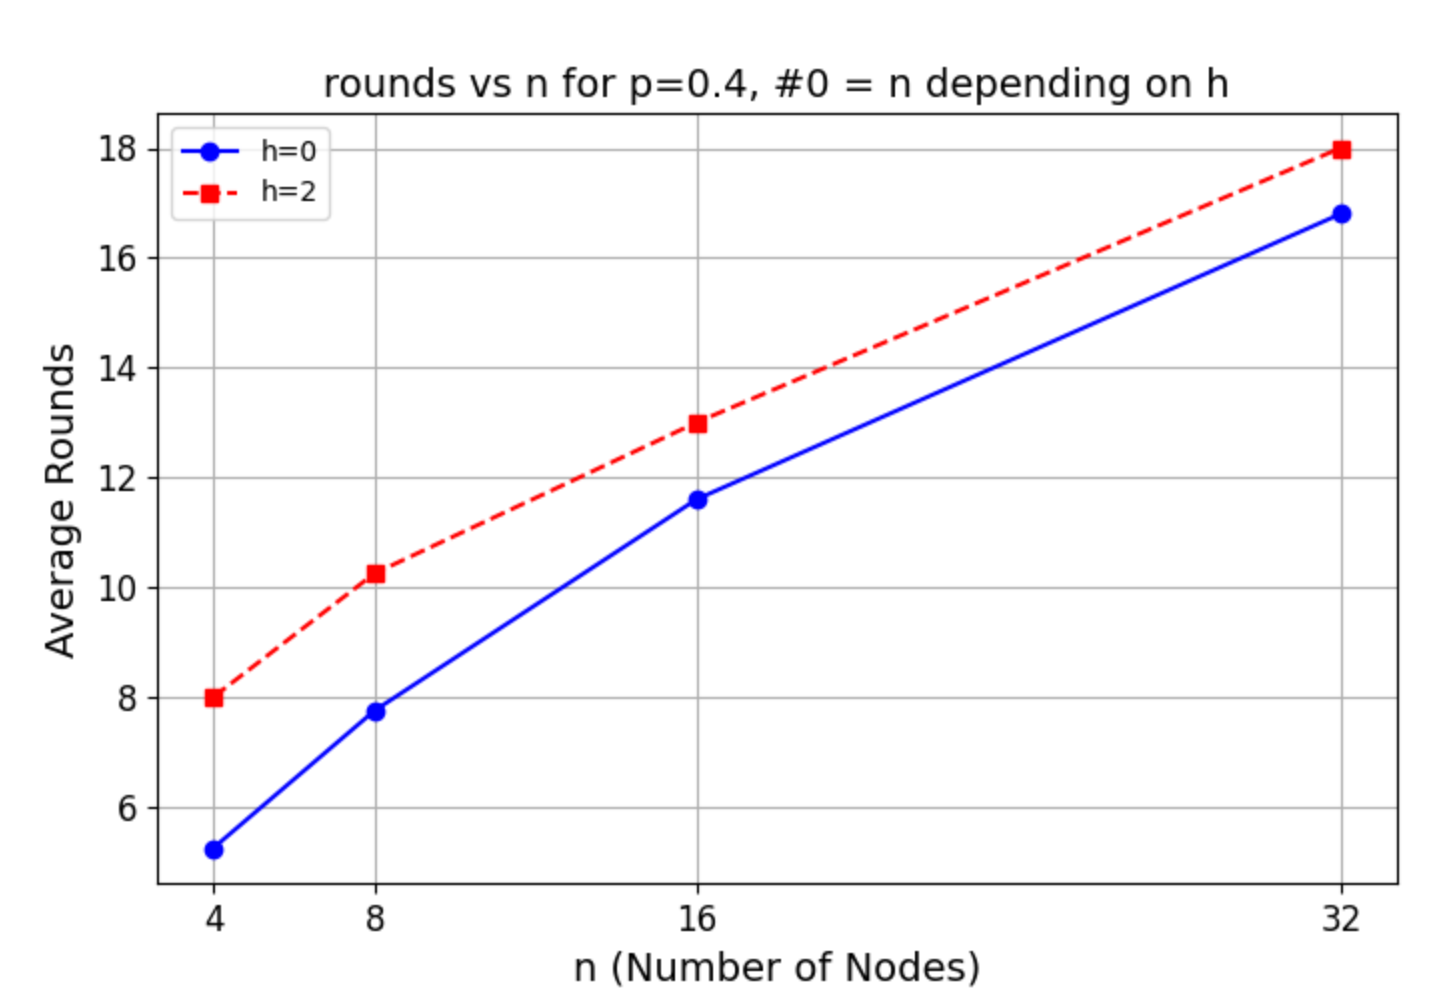 rounds vs n for p=0.4, #0 = n depending on h
h=0
h=2
18
16
14
12
10
8
6
Average Rounds
4 8 16 32
n (Number of Nodes)